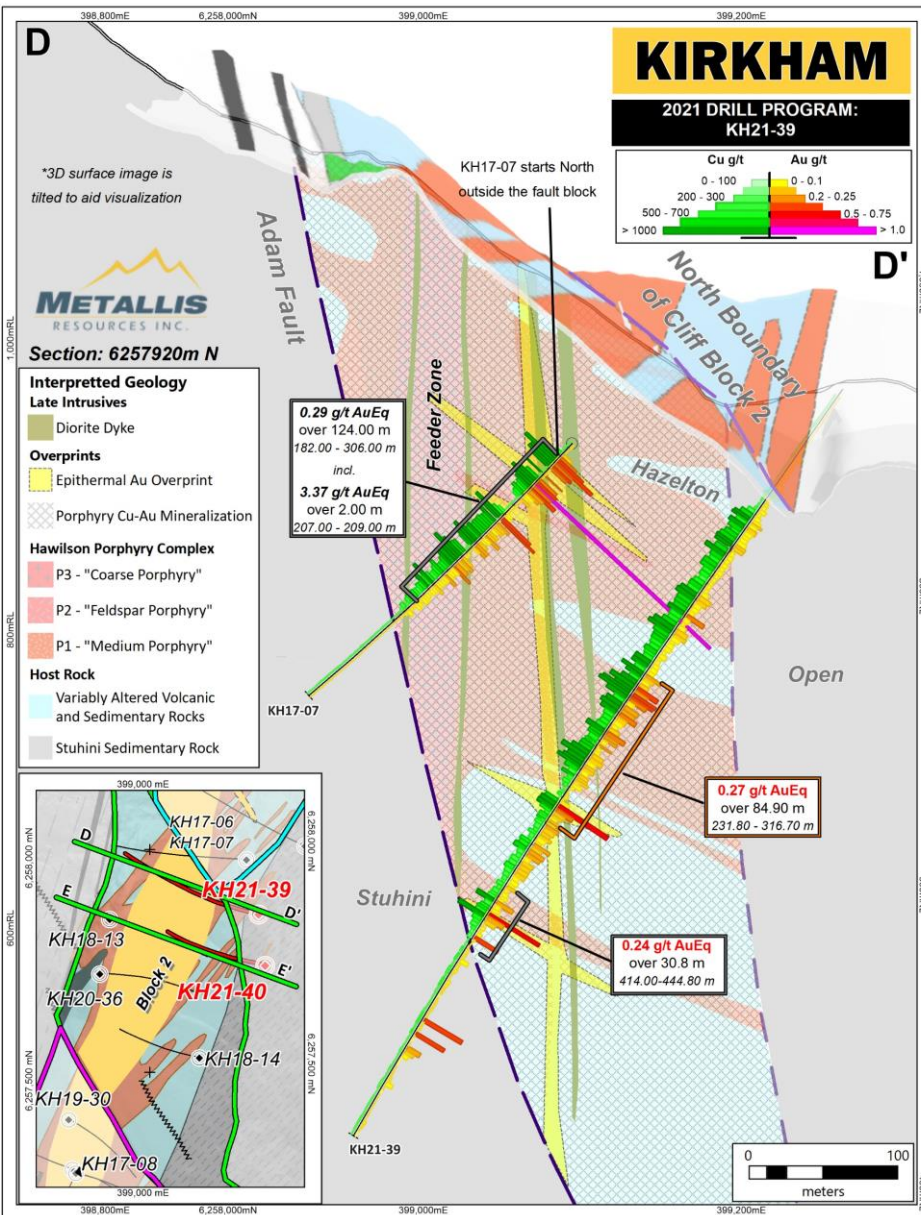 398,800mE
6,258,000mN
399,000mE
399,200mE
D
KIRKHAM
2021 DRILL PROGRAM:
KH21-39
Cu g/t
Au g/t
0 - 100
0 - 0.1
200 - 300
0.2 - 0.25
500 - 700
0.5 - 0.75
> 1000
> 1.0
*3D surface image is
tilted to aid visualization
KH17-07 starts North
outside the fault block
D'
METALLIS
RESOURCES INC.
Section: 6257920m N
Adam Fault
North Boundary
of Cliff Block 2
1,000mRL
Interpretted Geology
Late Intrusives
Diorite Dyke
Overprints
Epithermal Au Overprint
Porphyry Cu-Au Mineralization
Hawilson Porphyry Complex
P3 - "Coarse Porphyry"
P2 - "Feldspar Porphyry"
P1 - "Medium Porphyry"
Host Rock
Variably Altered Volcanic
and Sedimentary Rocks
Stuhini Sedimentary Rock
0.29 g/t AuEq
over 124.00 m
182.00 - 306.00 m
incl.
3.37 g/t AuEq
over 2.00 m
207.00 - 209.00 m
Feeder Zone
Hazelton
800mRL
KH17-07
Open
0.27 g/t AuEq
over 84.90 m
231.80 - 316.70 m
Stuhini
600mRL
0.24 g/t AuEq
over 30.8 m
414.00-444.80 m
KH21-39
0
100
meters
399,000 mE
6,258,000 mN
6,258,000 mN
D
KH17-06
KH17-07
E
KH21-39
D'
KH18-13
E'
Block 2
KH20-36
KH21-40
KH18-14
6,257,500 mN
6,257,500 mN
KH19-30
KH17-08
399,000 mE
398,800mE
6,258,000mN
399,000mE
399,200mE